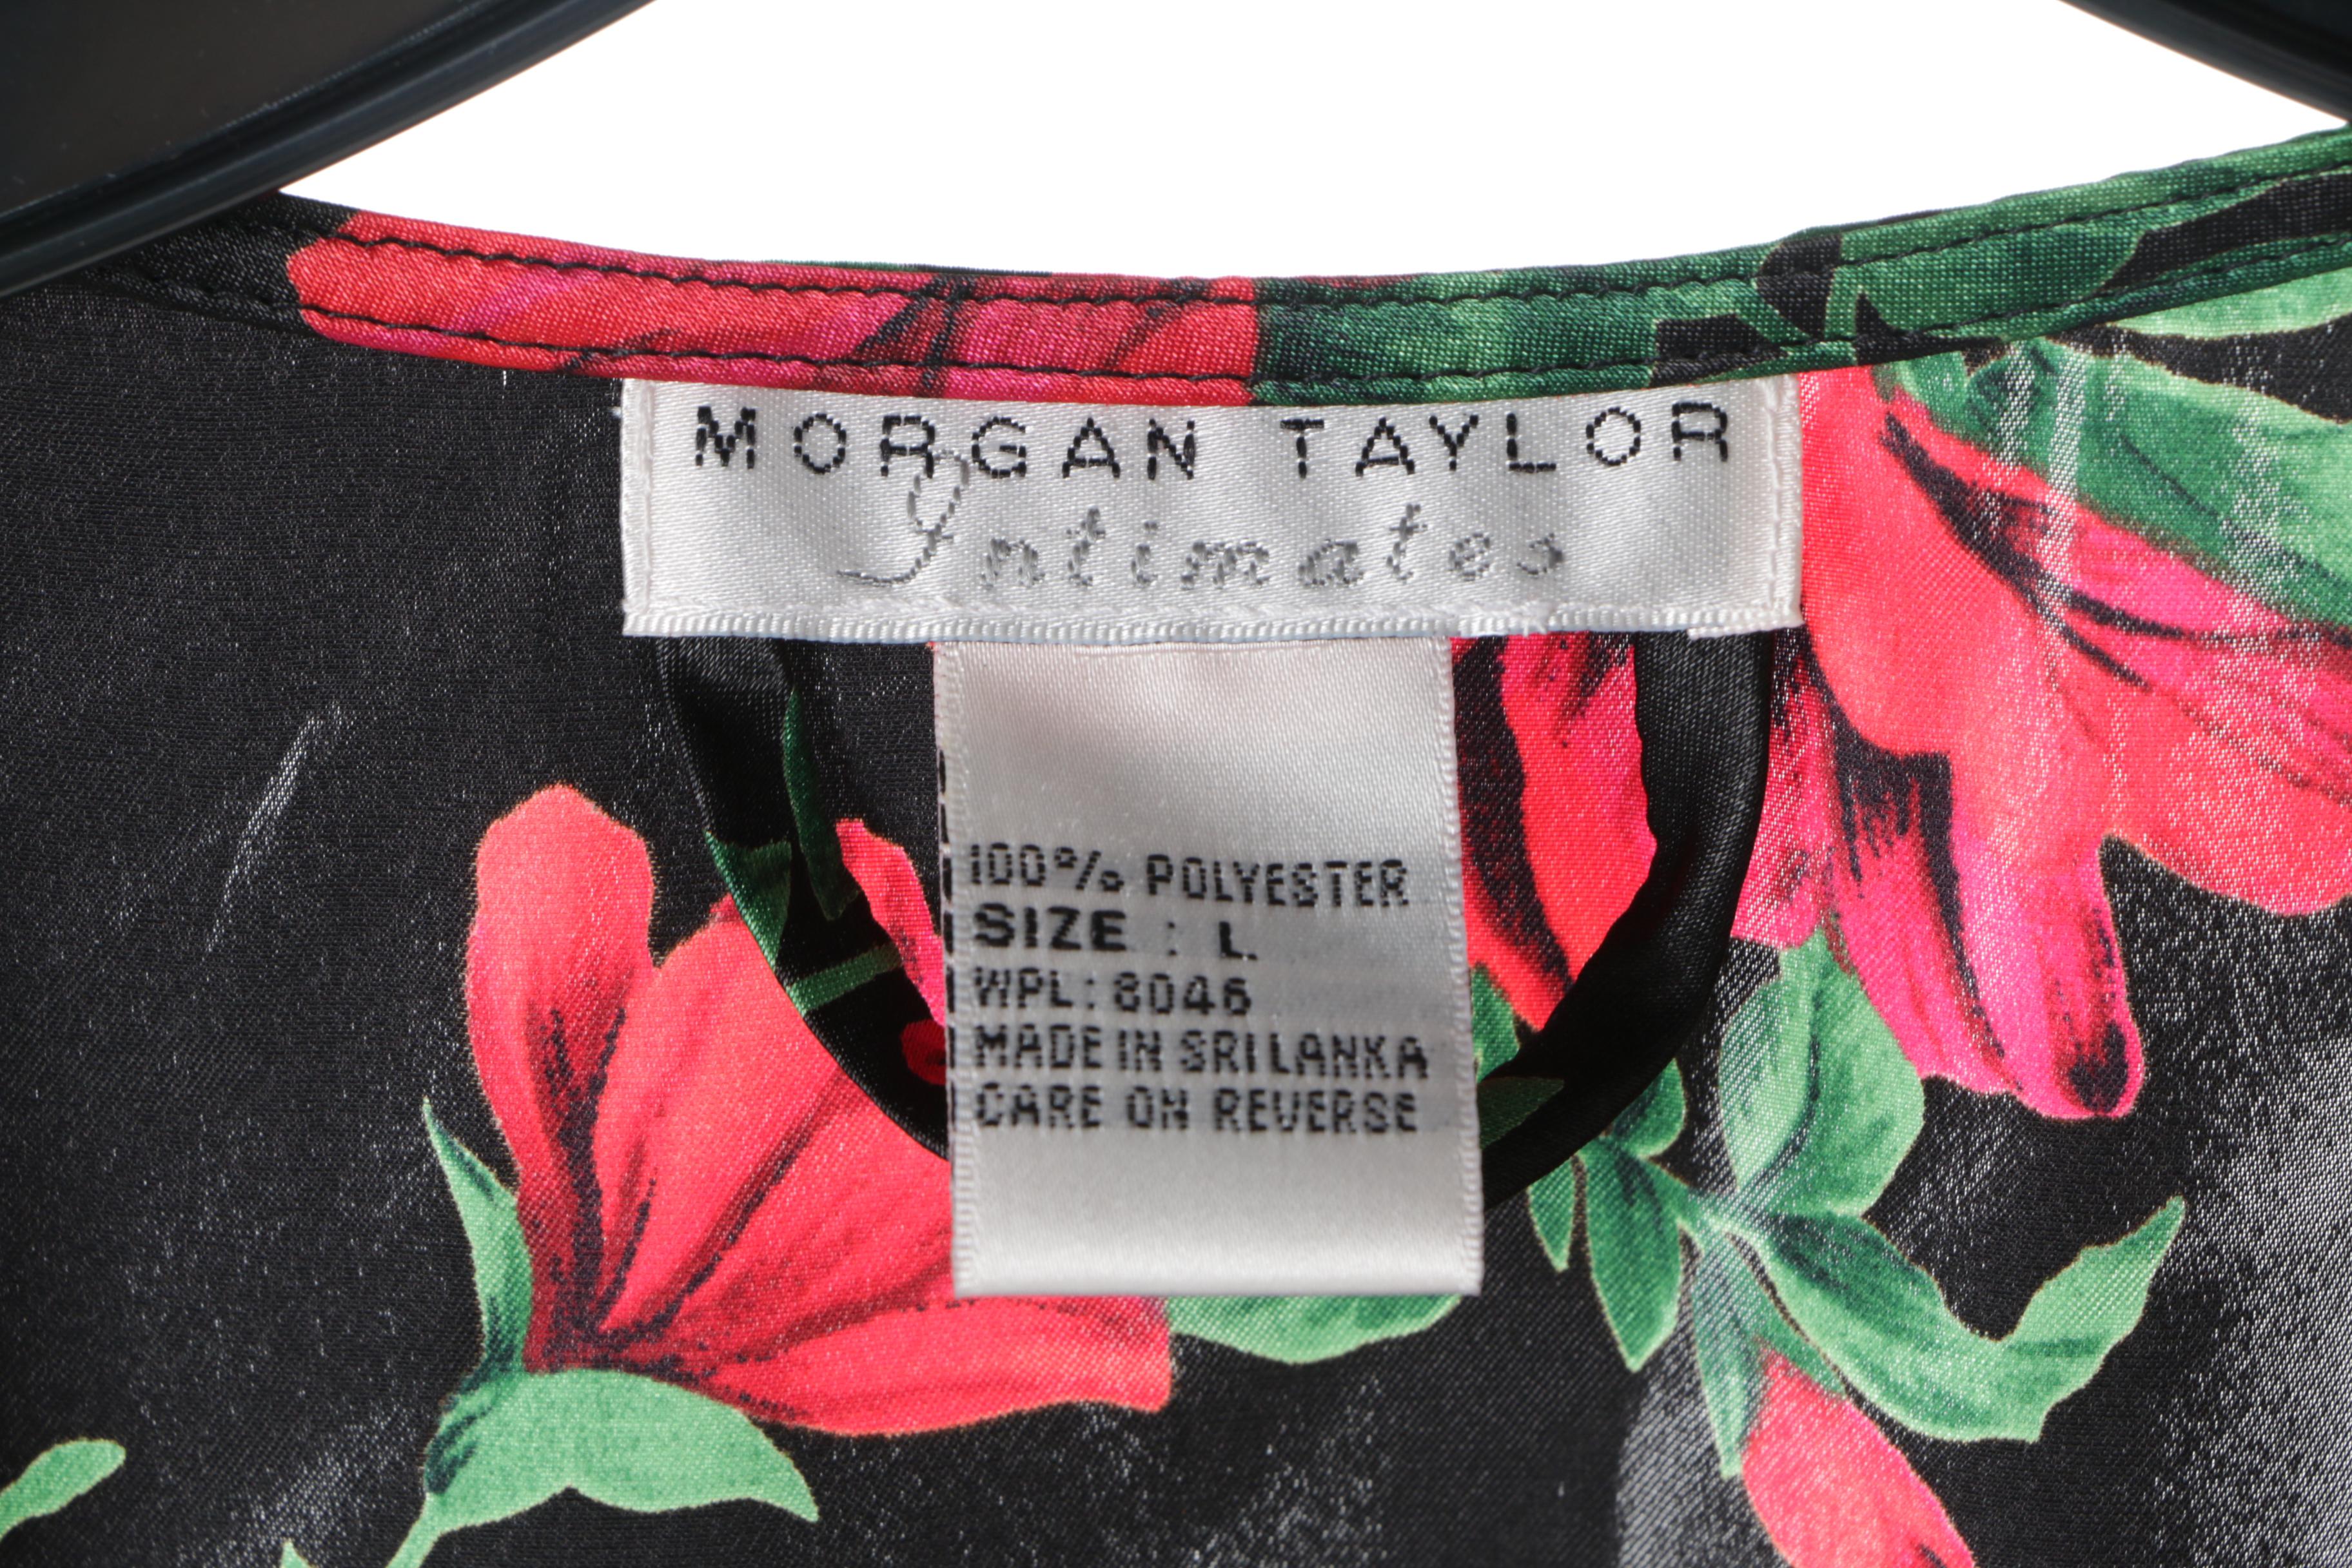 MORGAN TAYLOR
Intimates
100% POLYESTER
SIZE : L
WPL: 8046
MADE IN SRI LANKA
CARE ON REVERSE